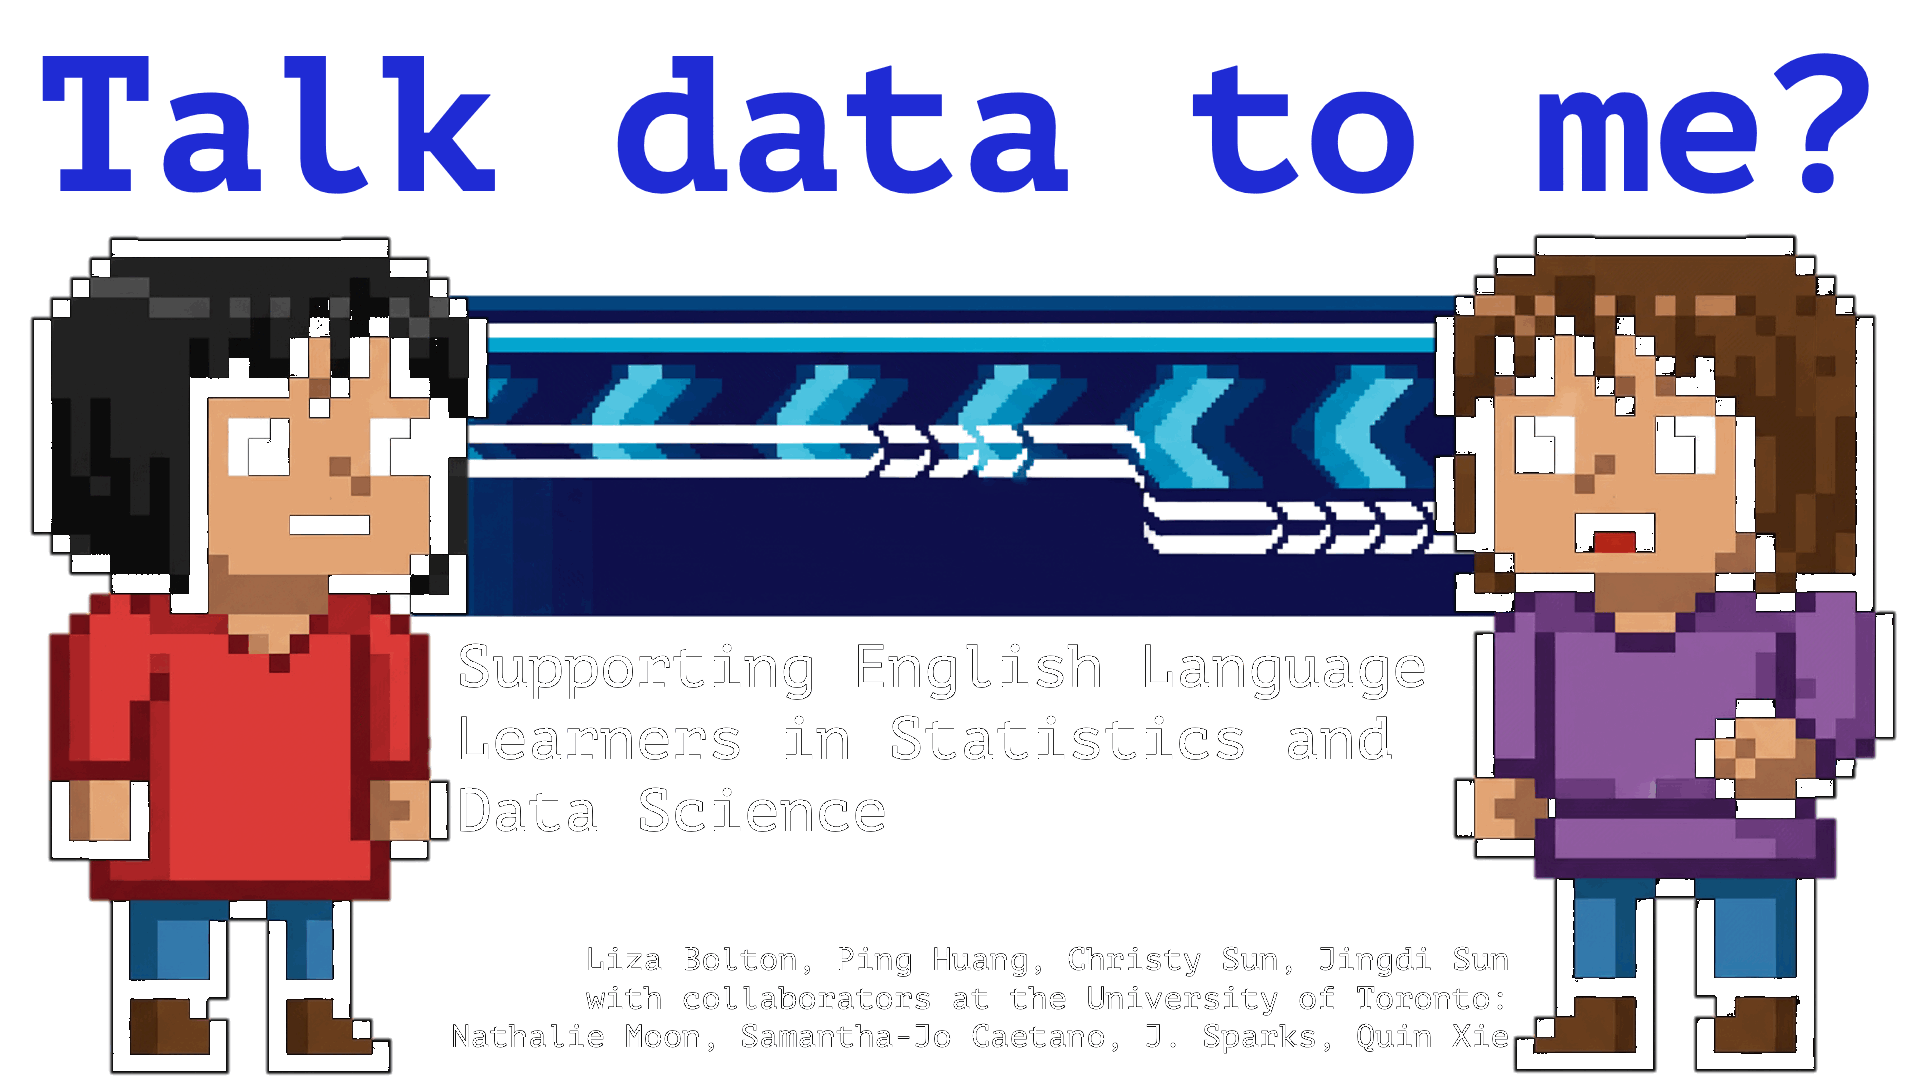 Talk data to me?
Supporting English Language
Learners in Statistics and
Data Science
Liza Bolton, Ping Huang, Christy Sun, Jingdi Sun
with collaborators at the University of Toronto:
Nathalie Moon, Samantha-Jo Caetano, J. Sparks, Quin Xie